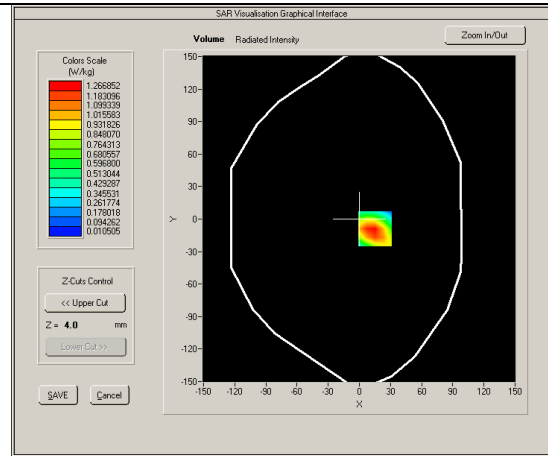 SAR Visualisation Graphical Interface
Volume Radiated Intensity
Zoom In/Out
Colors Scale
(W/kg)
1.266852
1.183096
1.099339
1.015583
0.931826
0.848070
0.764313
0.680557
0.596800
0.513044
0.429287
0.345531
0.261774
0.178018
0.094262
0.010505
Z-Cuts Control
<< Upper Cut
Z = 4.0 mm
Lower Cut >>
SAVE
Cancel
150
120
90
60
30
0
-30
-60
-90
-120
-150
Y
-150 -120 -90 -60 -30 0 30 60 90 120 150
X